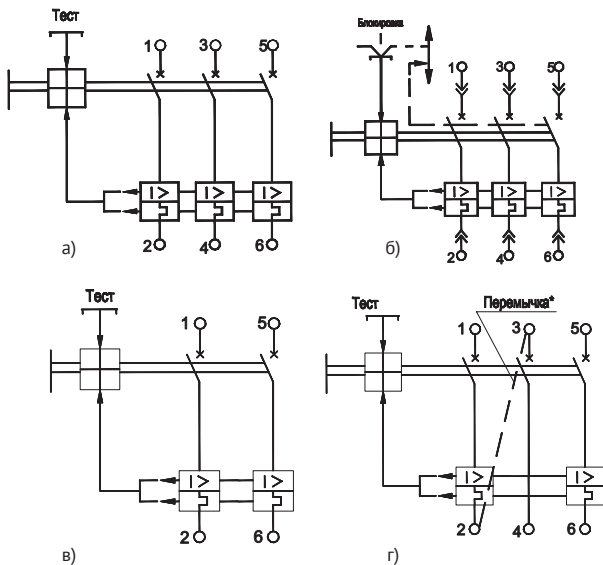 Тест
1 3 5
I> I> I>
2 4 6
а)
Блокировка
1 3 5
I> I> I>
2 4 6
б)
Тест
1 5
I> I>
2 6
в)
Тест
Перемычка*
1 3 5
I> I>
2 4 6
г)